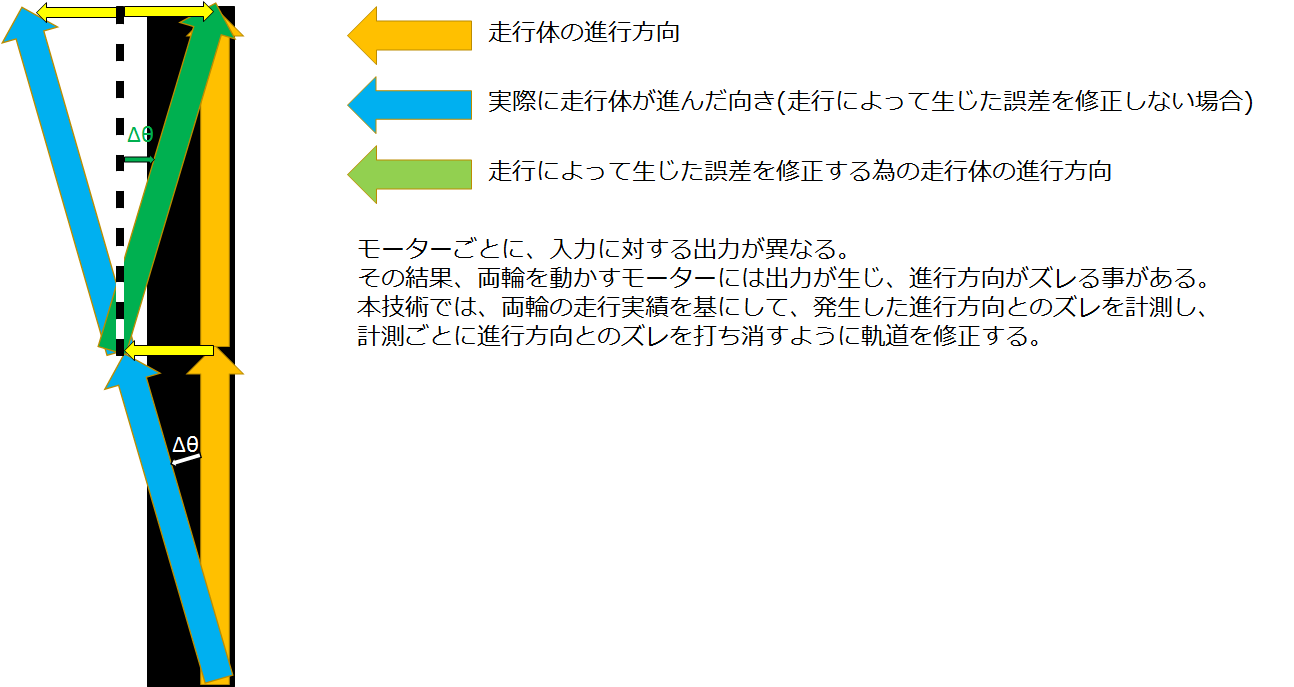 走行体の進行方向
実際に走行体が進んだ向き(走行によって生じた誤差を修正しない場合)
走行によって生じた誤差を修正する為の走行体の進行方向
Δθ
モーターごとに、入力に対する出力が異なる。
その結果、両輪を動かすモーターには出力が生じ、進行方向がズレる事がある。
本技術では、両輪の走行実績を基にして、発生した進行方向とのズレを計測し、
計測ごとに進行方向とのズレを打ち消すように軌道を修正する。
Δθ